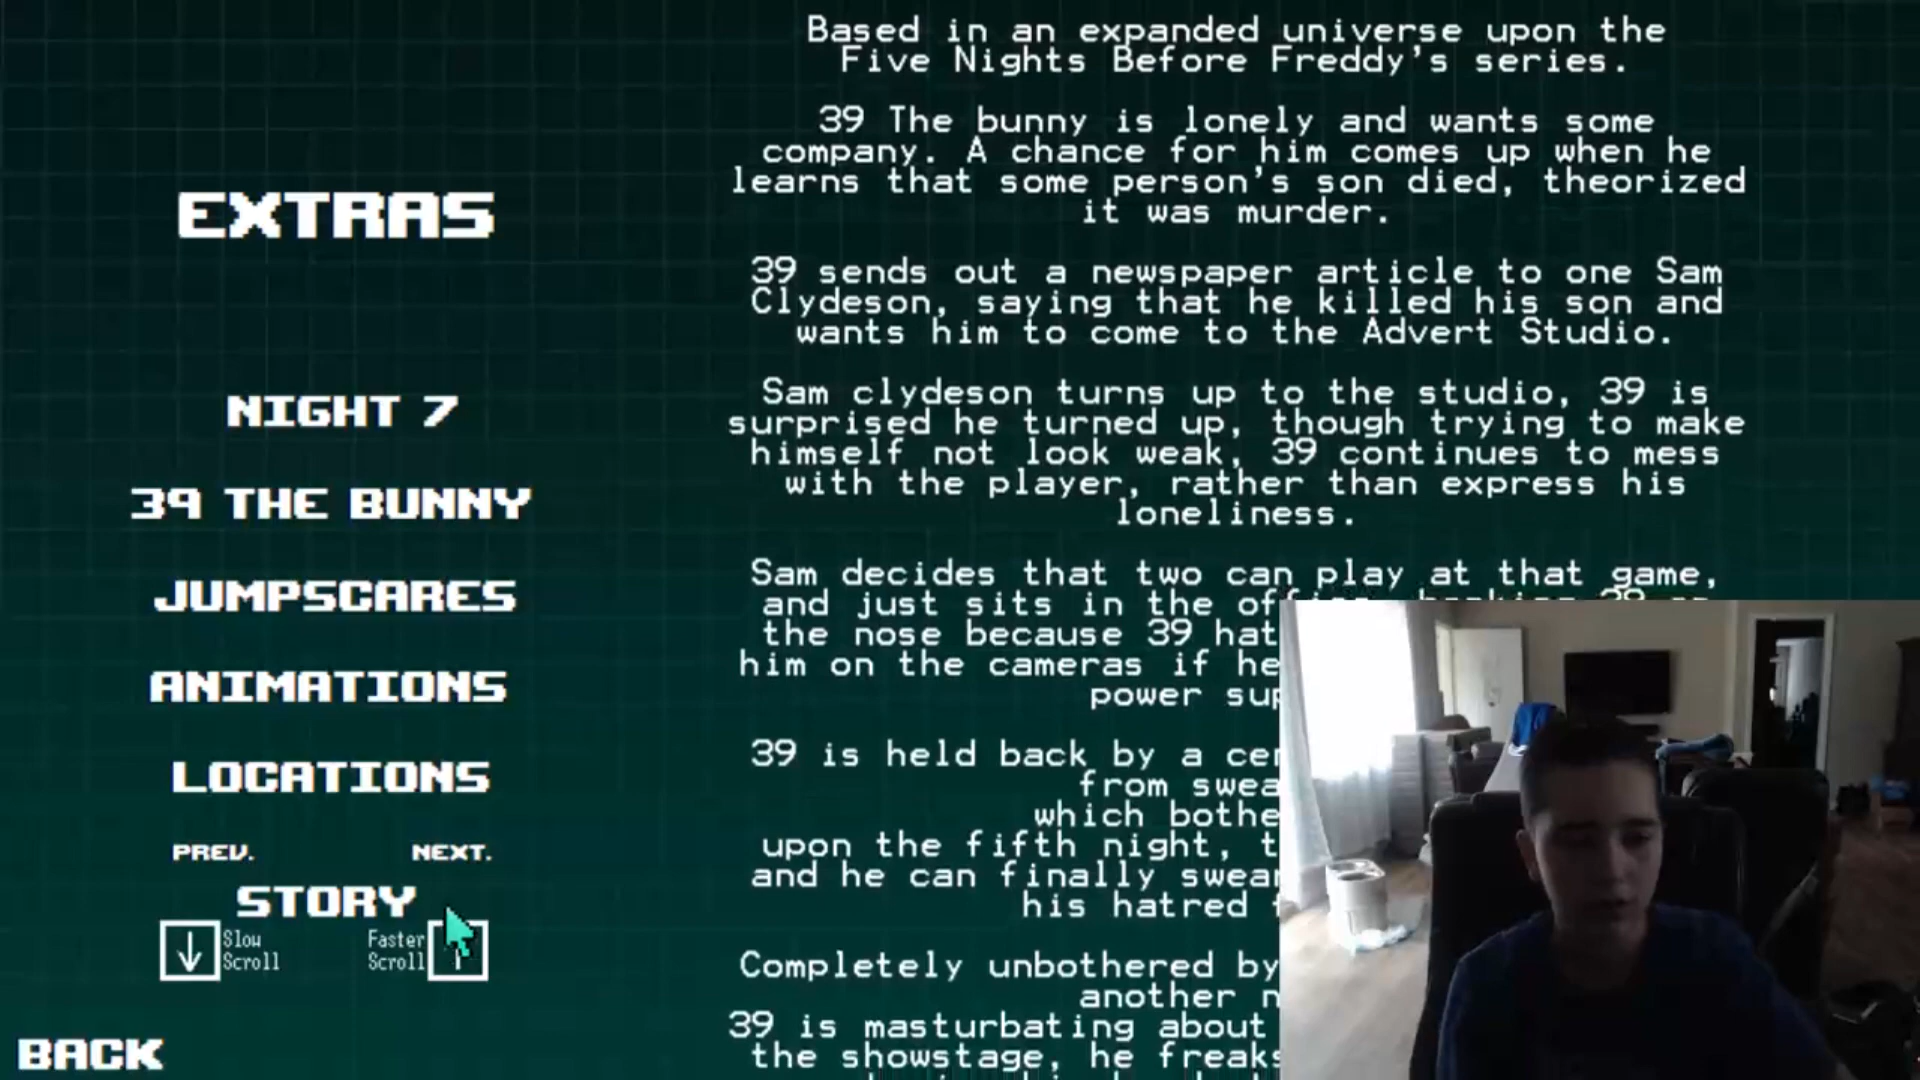 EXTRAS
NIGHT 7
39 THE BUNNY
JUMPSCARES
ANIMATIONS
LOCATIONS
PREV. NEXT.
STORY
Slow
Scroll
Faster
Scroll
BACK
Based in an expanded universe upon the
Five Nights Before Freddy's series.
39 The bunny is lonely and wants some
company. A chance for him comes up when he
learns that some person's son died, theorized
it was murder.
39 sends out a newspaper article to one Sam
Clydeson, saying that he killed his son and
wants him to come to the Advert Studio.
Sam clydeson turns up to the studio, 39 is
surprised he turned up, though trying to make
himself not look weak, 39 continues to mess
with the player, rather than express his
loneliness.
Sam decides that two can play at that game,
and just sits in the
the nose because 39
him on the cameras if he
power
39 is held back by a
from
which
upon the fifth night,
and he can finally
his hatred
Completely unbothered by
another
39 is masturbating about
the showstage, he